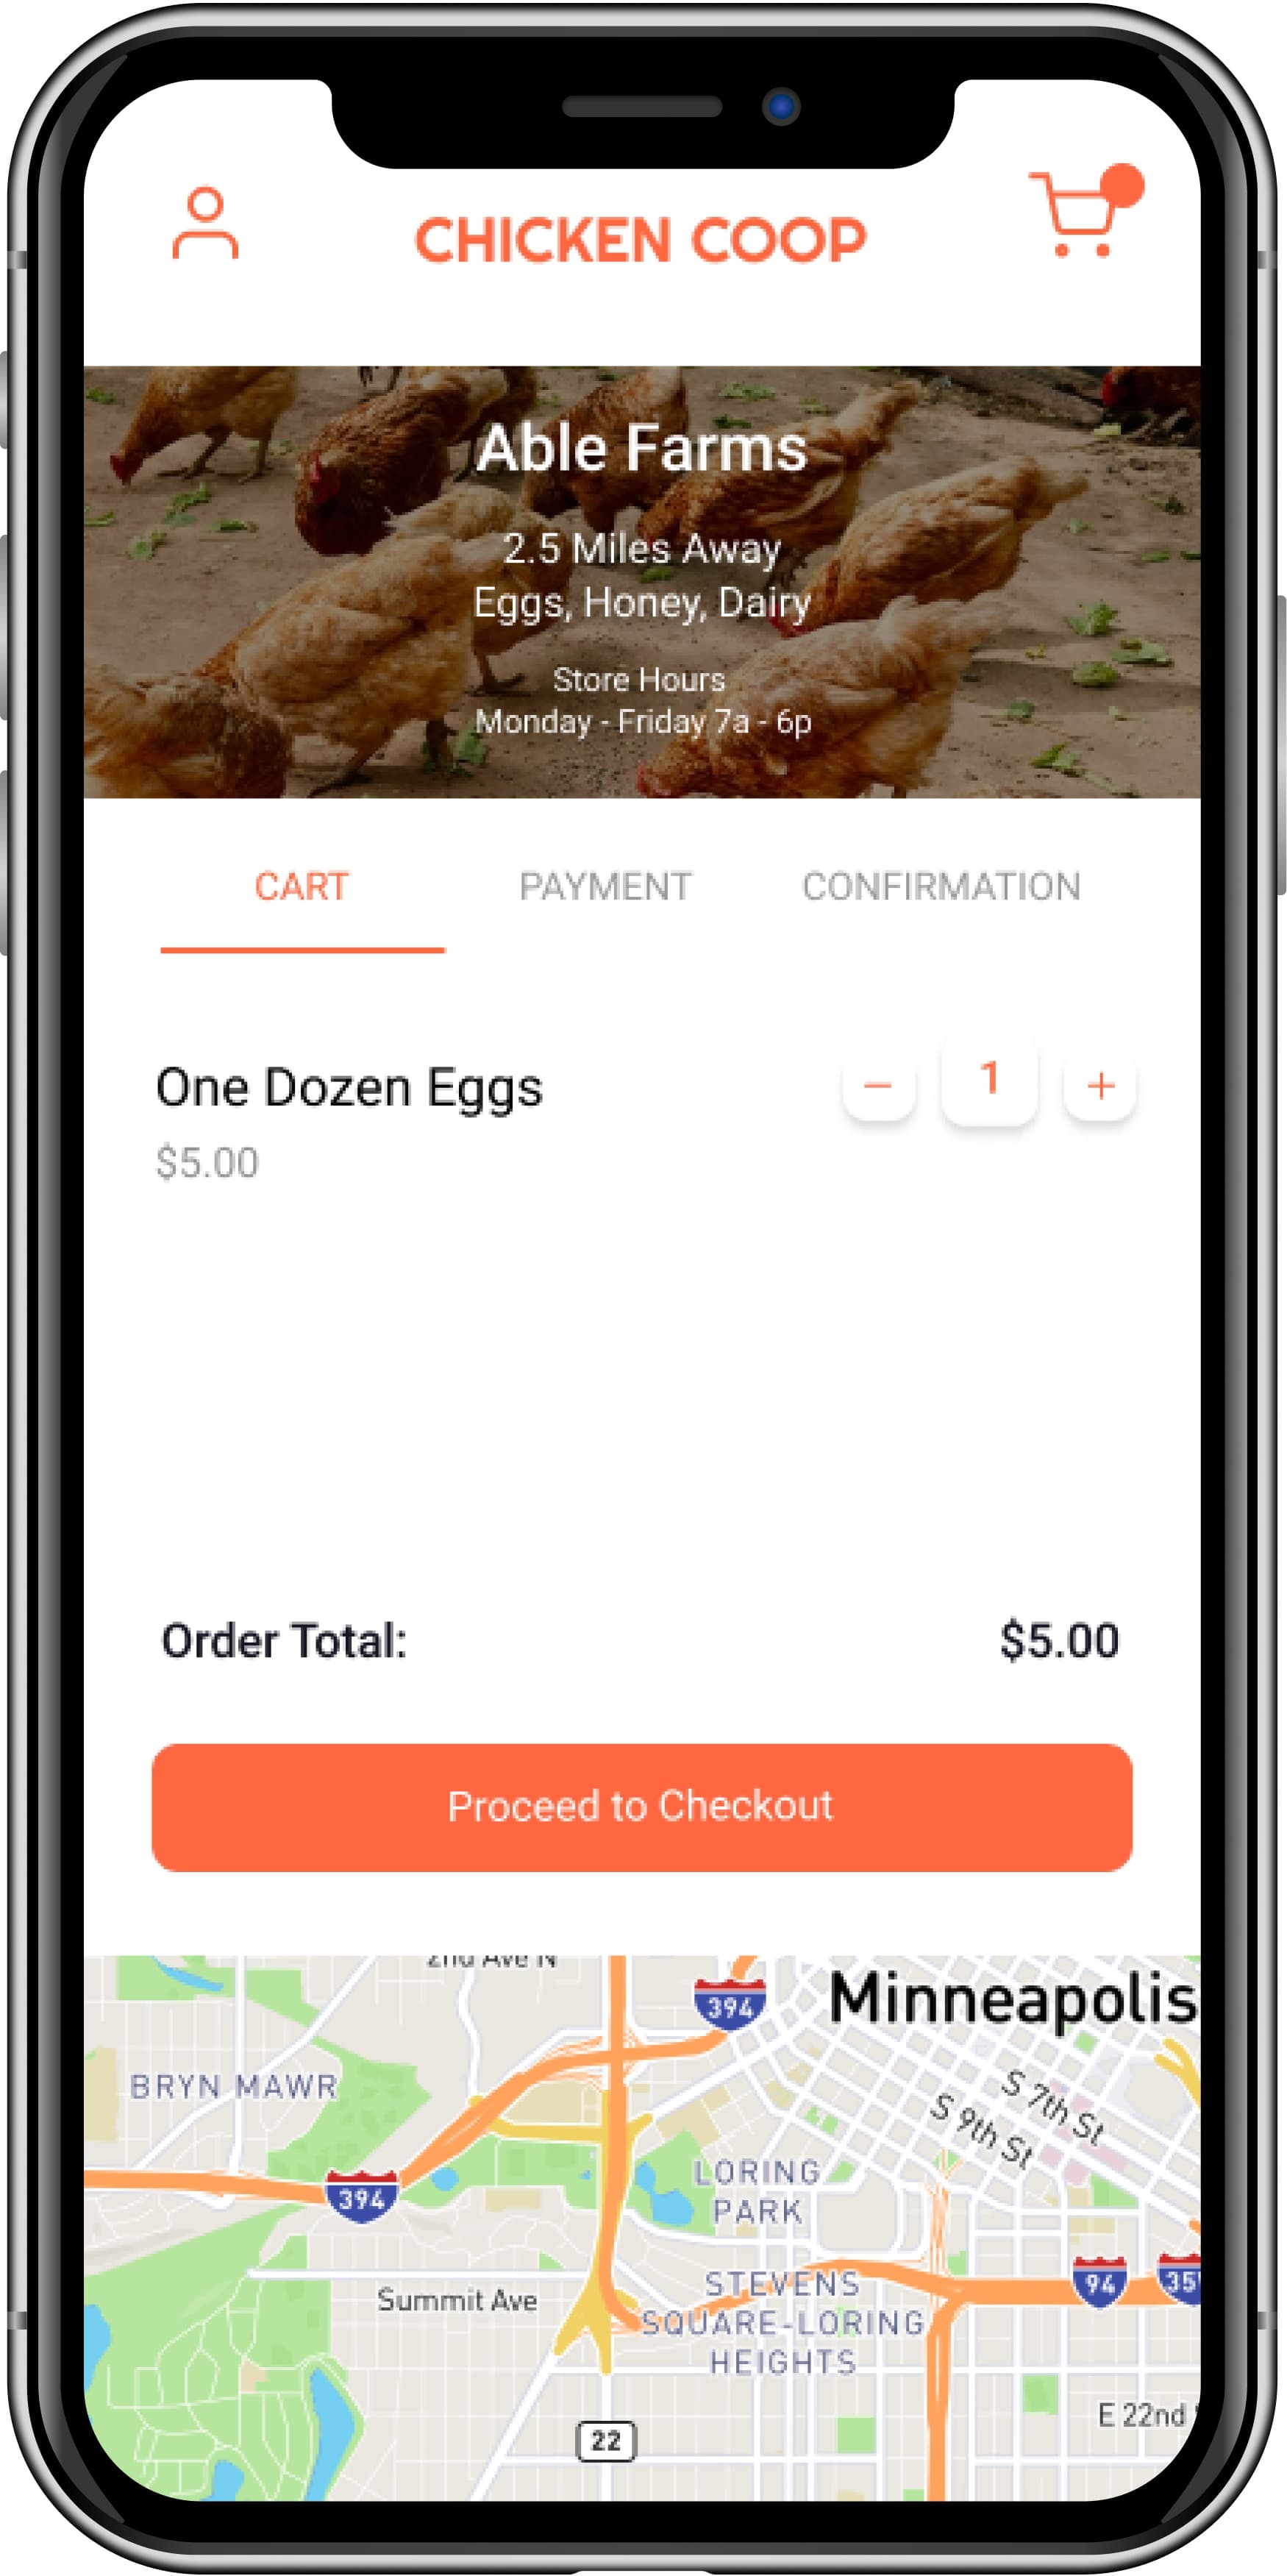 CHICKEN COOP
Able Farms
2.5 Miles Away
Eggs, Honey, Dairy
Store Hours
Monday - Friday 7a - 6p
CART
PAYMENT
CONFIRMATION
One Dozen Eggs
1
$5.00
Order Total:
$5.00
Proceed to Checkout
2nd Ave N
394
Minneapolis
BRYN MAWR
S 7th St
S 9th St
394
LORING
PARK
94
35
STEVENS
SQUARE-LORING
HEIGHTS
Summit Ave
E 22nd
22